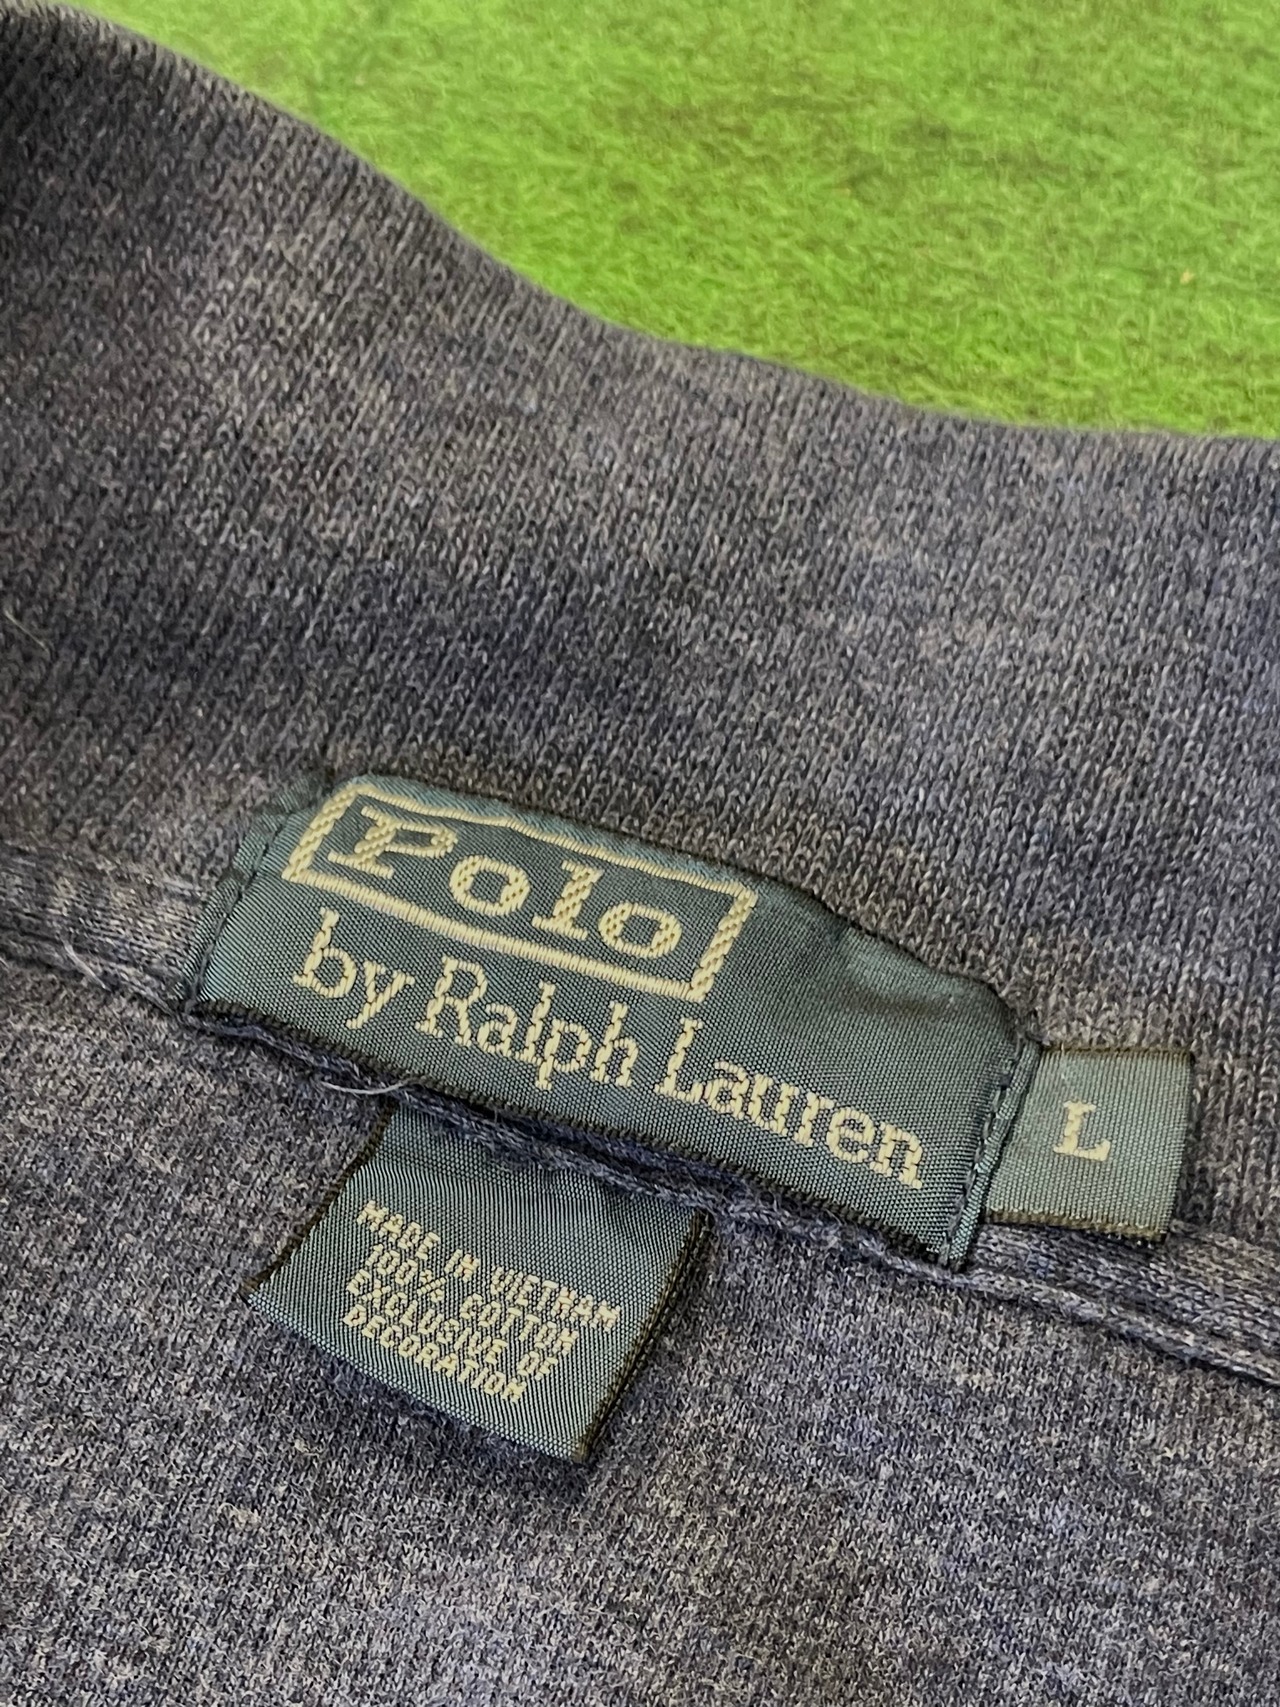 Polo
by Ralph Lauren
L
MADE IN VIETNAM
100% COTTON
EXCLUSIVE OF
DECORATION